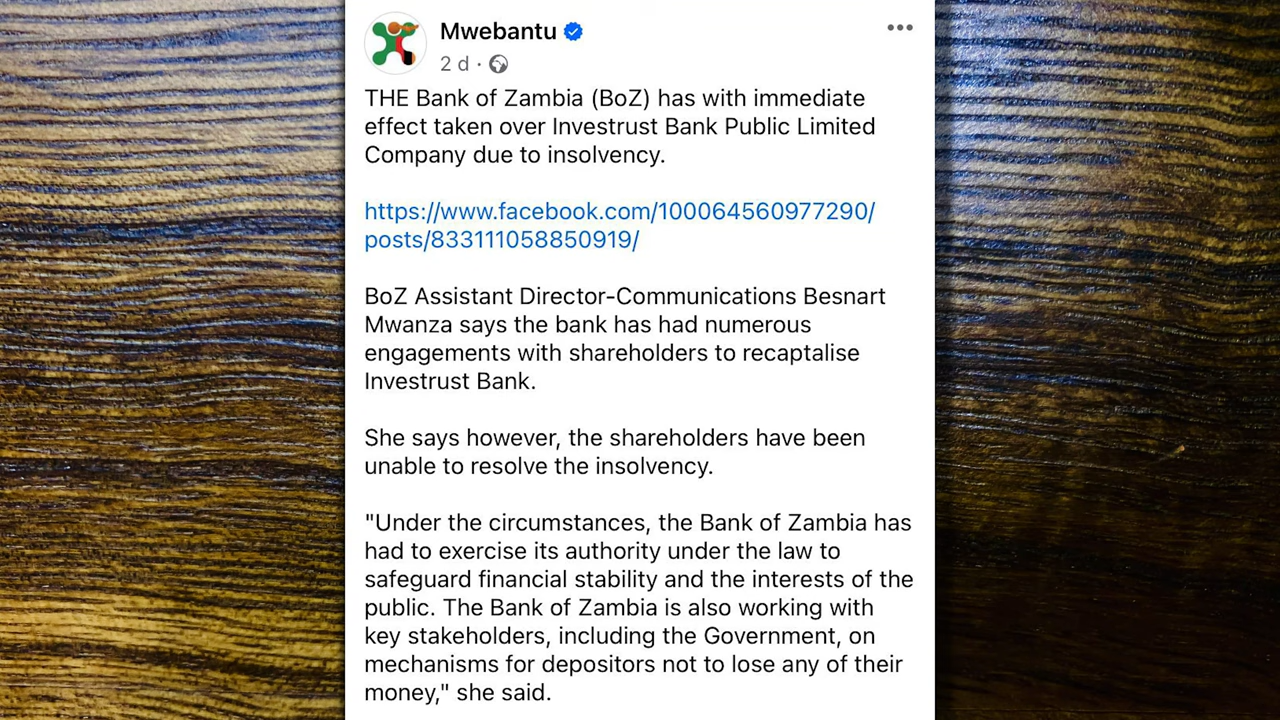 Mwebantu
2 d ·
THE Bank of Zambia (BoZ) has with immediate
effect taken over Investrust Bank Public Limited
Company due to insolvency.
https://www.facebook.com/100064560977290/
posts/833111058850919/
BoZ Assistant Director-Communications Besnart
Mwanza says the bank has had numerous
engagements with shareholders to recaptalise
Investrust Bank.
She says however, the shareholders have been
unable to resolve the insolvency.
"Under the circumstances, the Bank of Zambia has
had to exercise its authority under the law to
safeguard financial stability and the interests of the
public. The Bank of Zambia is also working with
key stakeholders, including the Government, on
mechanisms for depositors not to lose any of their
money," she said.